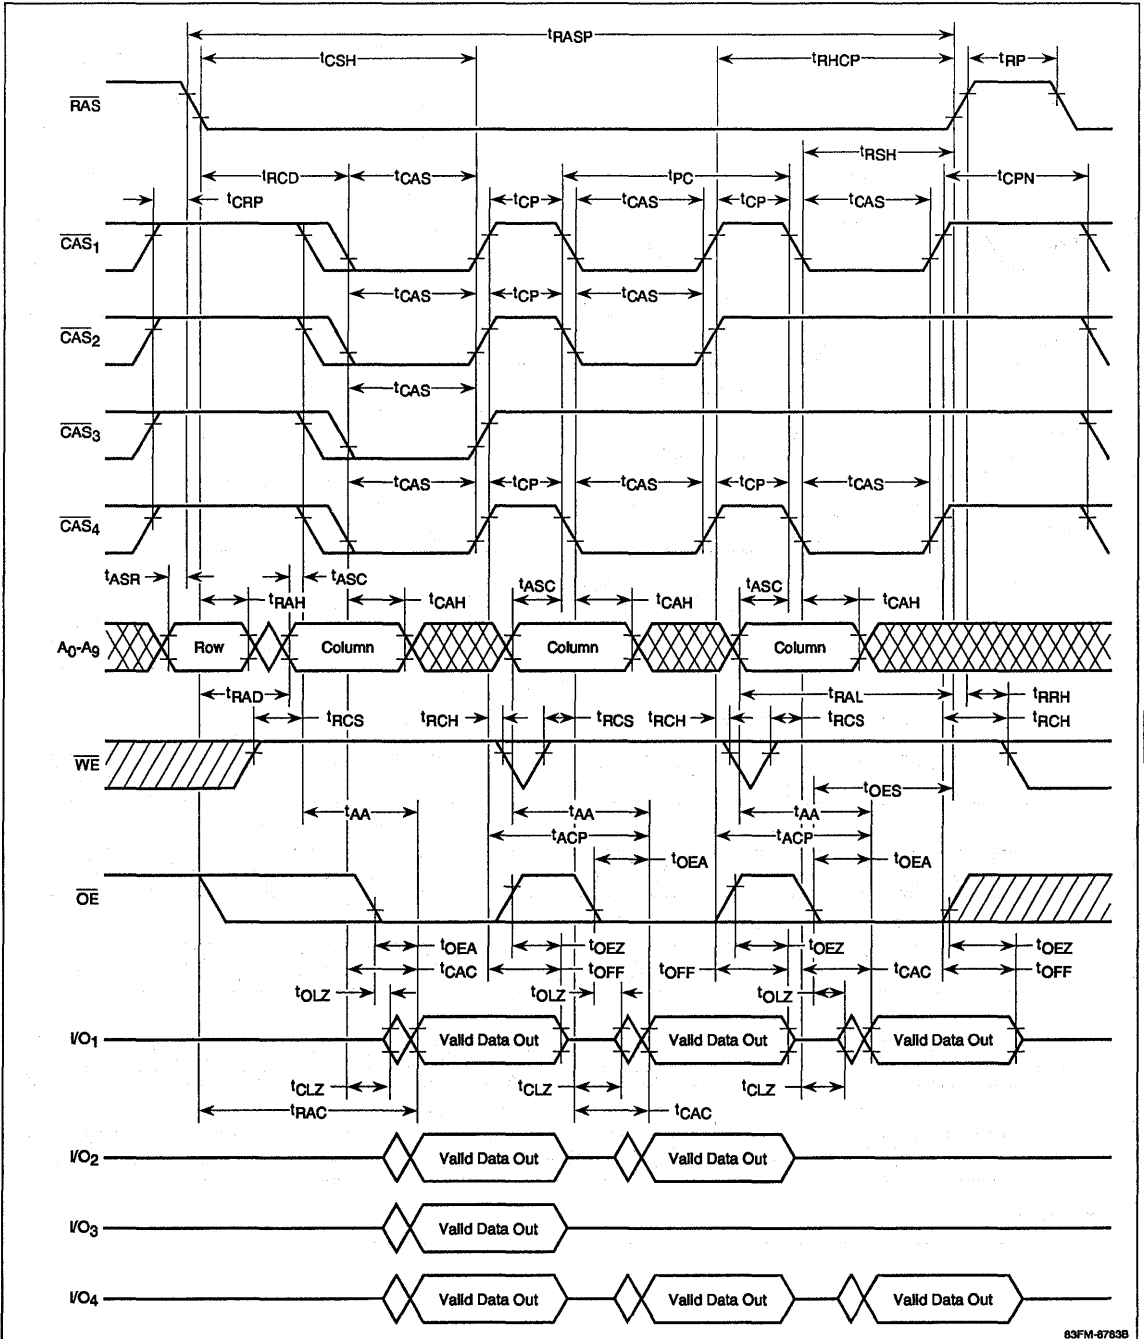 tRASP
tCSH tRHCP tRP
RAS
tRSH
tRCD tCAS tPC tCPN
tCRP tCP tCAS tCP tCAS
CAS1
tCAS tCP tCAS
CAS2
tCAS
CAS3
tCAS tCP tCAS tCP tCAS
CAS4
tASR tASC tASC tASC
tRAH tCAH tCAH tCAH
A0-A9 Row Column Column Column
tRAD tRAL tRRH
tRCS tRCH tRCS tRCH tRCS tRCH
WE
tOES
tAA tAA tAA
tACP tACP
tOEA tOEA
OE
tOEA tOEZ tOEZ tOEZ
tCAC tOFF tOFF tCAC tOFF
tOLZ tOLZ tOLZ
I/O1 Valid Data Out Valid Data Out Valid Data Out
tCLZ tCLZ tCLZ
tRAC tCAC
I/O2 Valid Data Out Valid Data Out
I/O3 Valid Data Out
I/O4 Valid Data Out Valid Data Out Valid Data Out
83FM-8783B